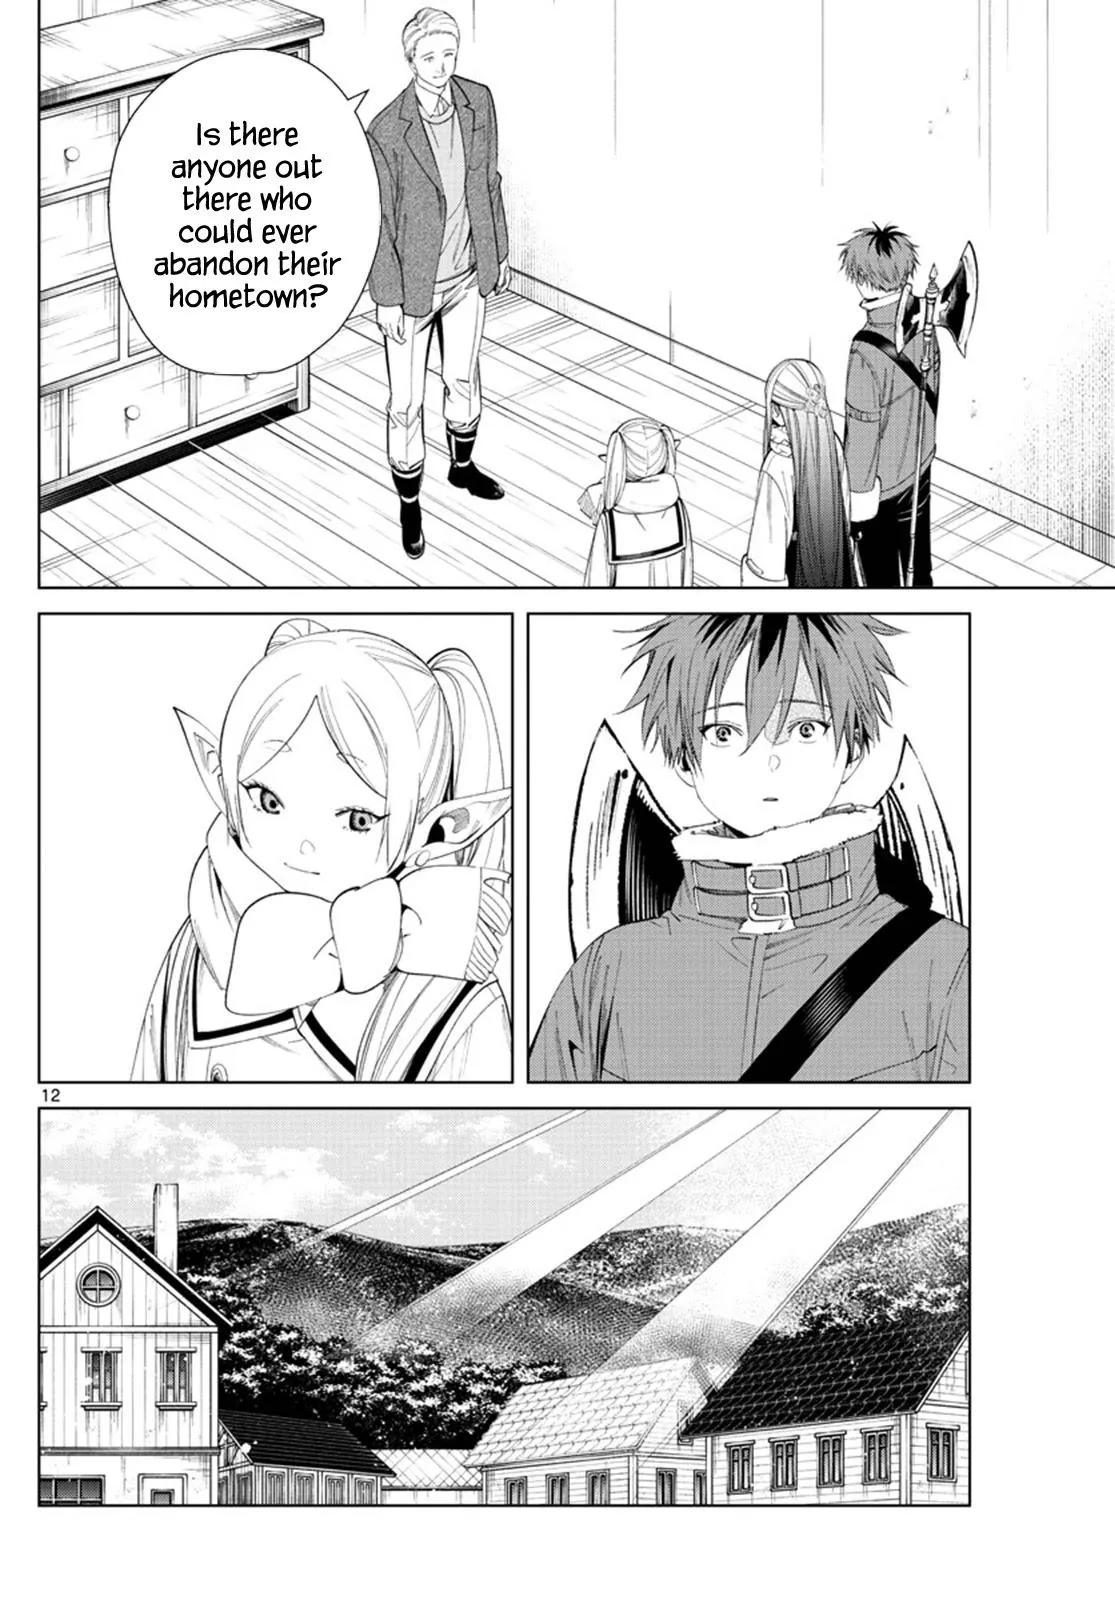 Is there
anyone out
there who
could ever
abandon their
hometown?
12